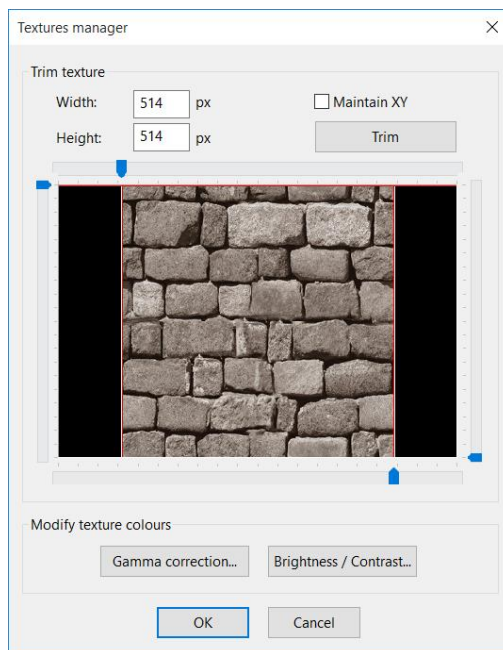 Textures manager
Trim texture
Width: 514 px Maintain XY
Height: 514 px Trim
Modify texture colours
Gamma correction... Brightness / Contrast...
OK Cancel